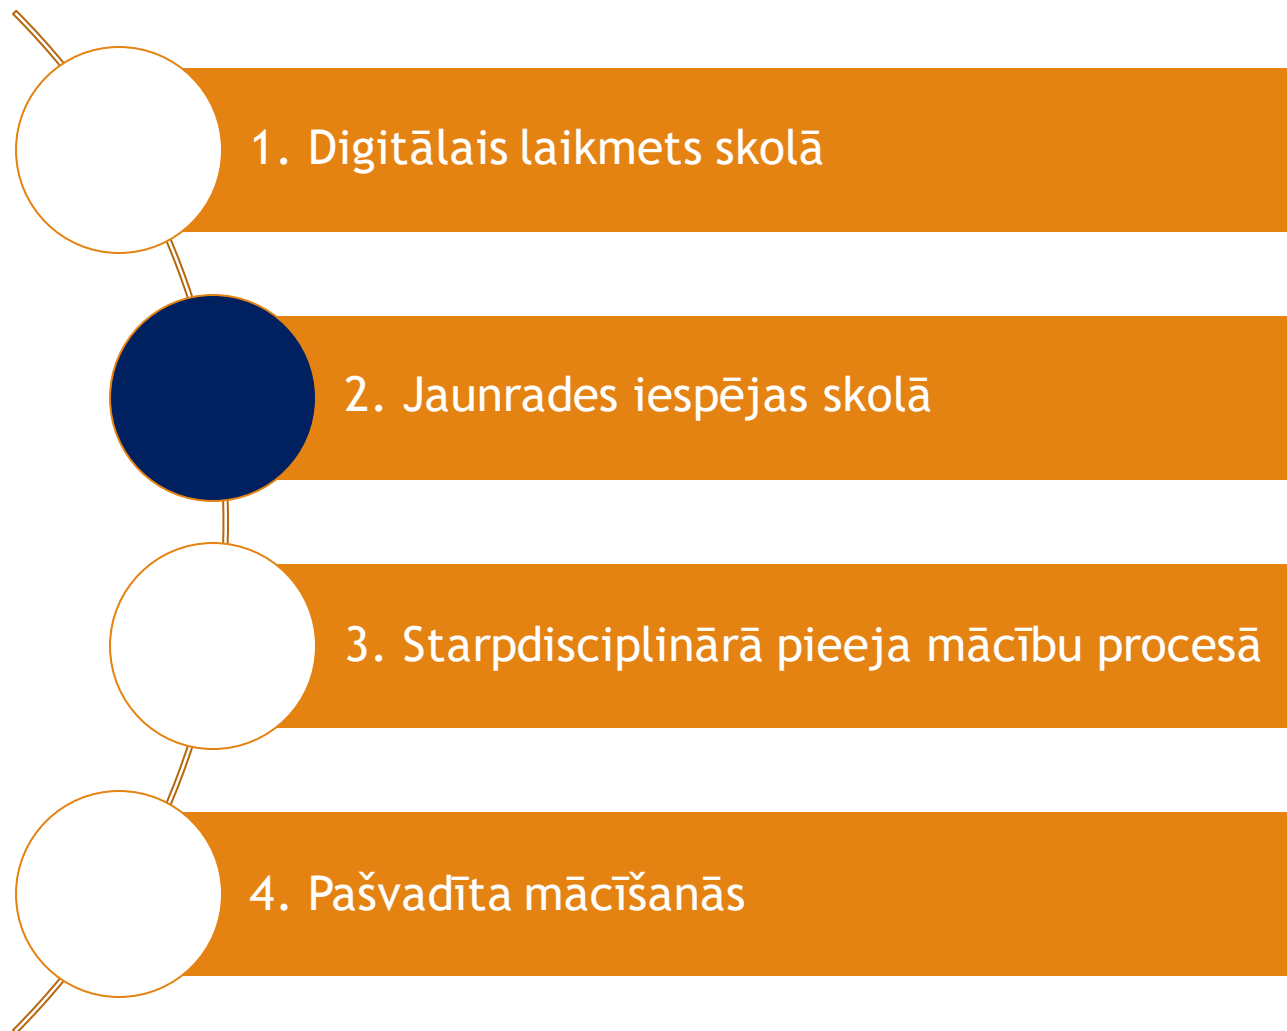 1. Digitālais laikmets skolā
2. Jaunrades iespējas skolā
3. Starpdisciplinārā pieeja mācību procesā
4. Pašvadīta mācīšanās